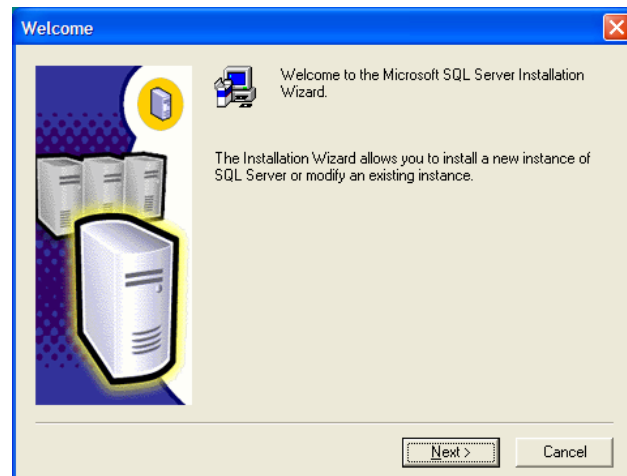 Welcome
Welcome to the Microsoft SQL Server Installation
Wizard.
The Installation Wizard allows you to install a new instance of
SQL Server or modify an existing instance.
Next >
Cancel